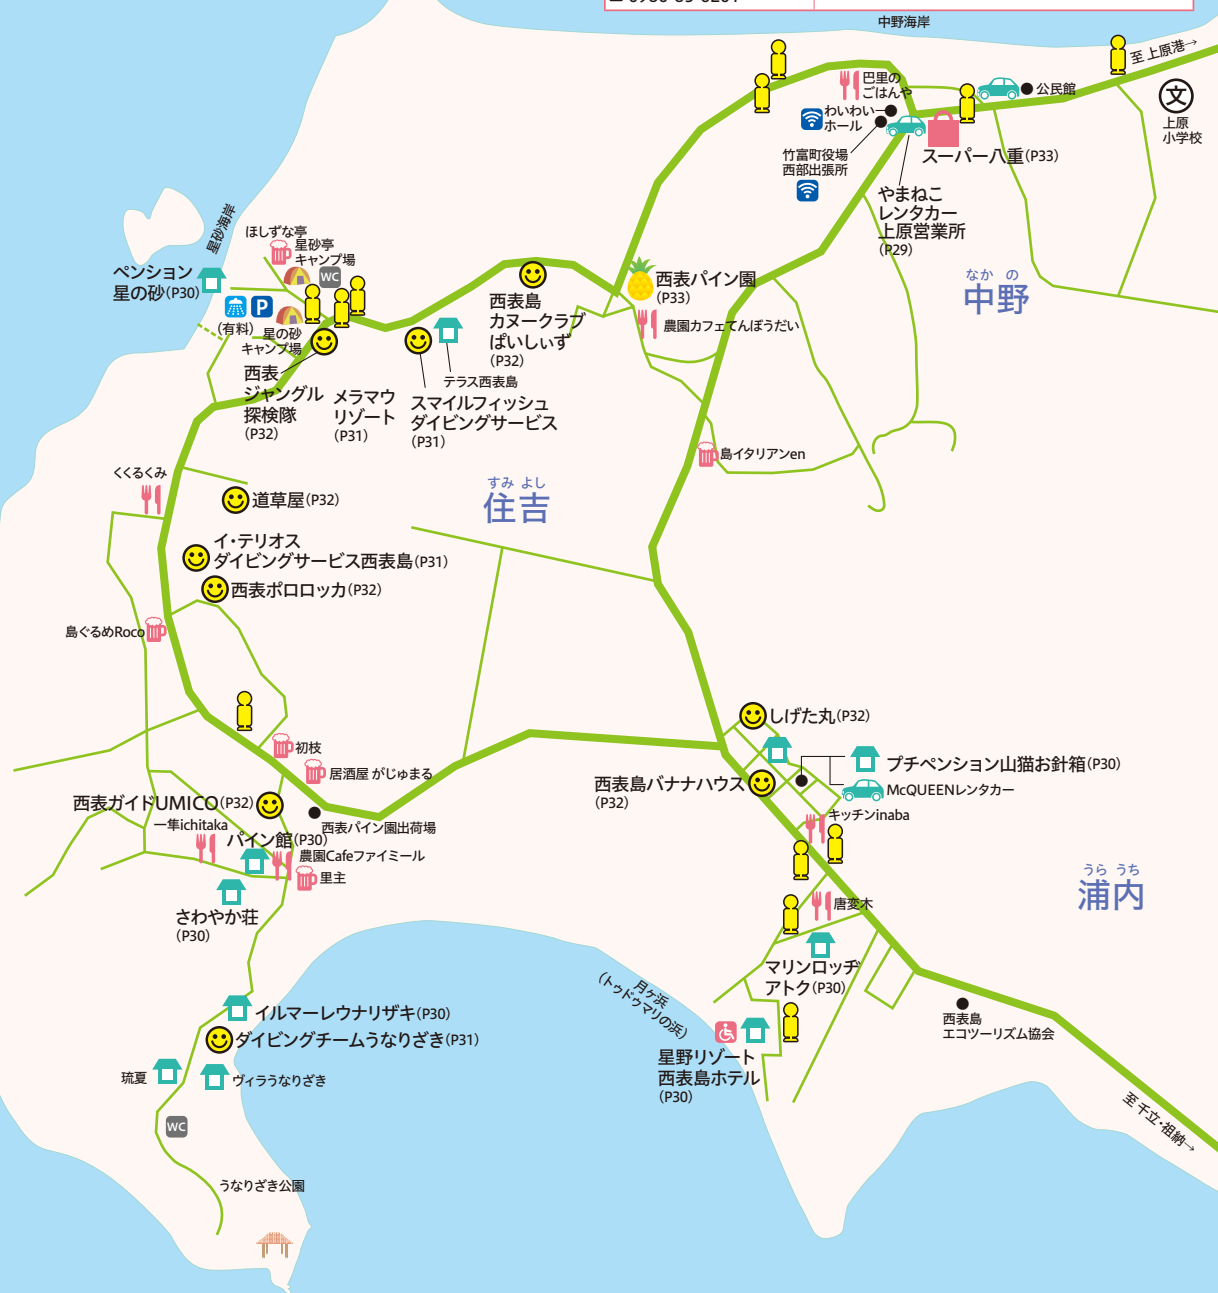 中野海岸
至 上原港→
公民館
文
上原
小学校
巴里の
ごはんや
わいわい
ホール
竹富町役場
西部出張所
スーパー八重(P33)
やまねこ
レンタカー
上原営業所
(P29)
なか の
中野
星砂海岸
ほしずな亭
星砂亭
キャンプ場
WC
ペンション
星の砂(P30)
P
(有料)
星の砂
キャンプ場
西表
ジャングル
探検隊
(P32)
メラマウ
リゾート
(P31)
テラス西表島
スマイルフィッシュ
ダイビングサービス
(P31)
西表島
カヌークラブ
ぱいしぃず
(P32)
西表パイン園
(P33)
農園カフェてんぼうだい
島イタリアンen
すみ よし
住吉
くくるくみ
道草屋(P32)
イ・テリオス
ダイビングサービス西表島(P31)
西表ポロロッカ(P32)
島ぐるめRoco
初枝
居酒屋 がじゅまる
西表ガイドUMICO(P32)
一隼ichitaka
西表パイン園出荷場
パイン館(P30)
農園Cafeファイミール
里主
さわやか荘
(P30)
しげた丸(P32)
西表島バナナハウス
(P32)
プチペンション山猫お針箱(P30)
McQUEENレンタカー
キッチンinaba
うら うち
浦内
唐変木
マリンロッヂ
アトク(P30)
月ヶ浜
(トゥドゥマリの浜)
星野リゾート
西表島ホテル
(P30)
西表島
エコツーリズム協会
至 干立・祖納→
イルマーレウナリザキ(P30)
ダイビングチームうなりざき(P31)
琉夏
ヴィラうなりざき
WC
うなりざき公園